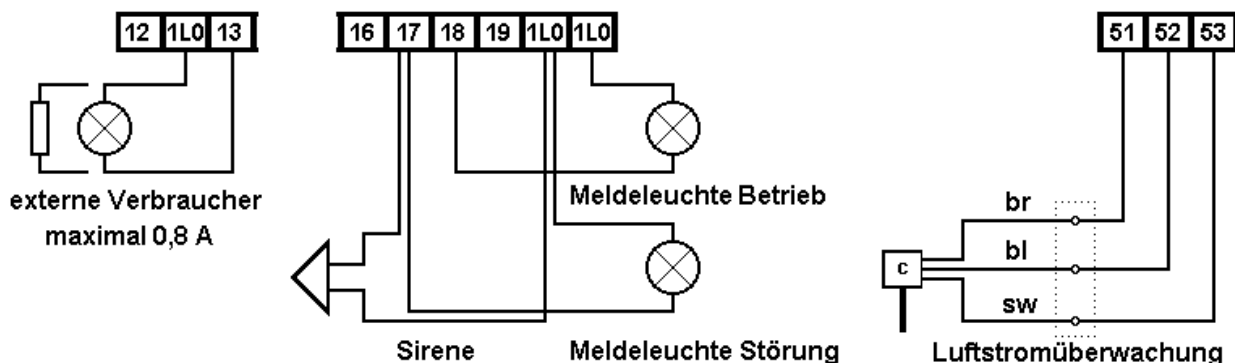 12 1L0 13
16 17 18 19 1L0 1L0
51 52 53
externe Verbraucher
maximal 0,8 A
Meldeleuchte Betrieb
br
bl
c
sw
Sirene
Meldeleuchte Störung
Luftstromüberwachung